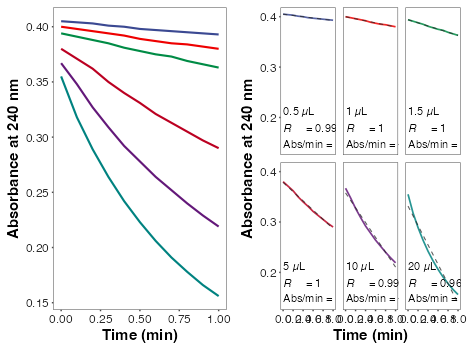 Absorbance at 240 nm
0.40
0.35
0.30
0.25
0.20
0.15
0.00 0.25 0.50 0.75 1.00
Time (min)
Absorbance at 240 nm
0.4
0.3
0.2
0.5 µL
R = 0.99
Abs/min =
1 µL
R = 1
Abs/min =
1.5 µL
R = 1
Abs/min =
0.4
0.3
0.2
5 µL
R = 1
Abs/min =
10 µL
R = 0.99
Abs/min =
20 µL
R = 0.96
Abs/min =
Time (min)